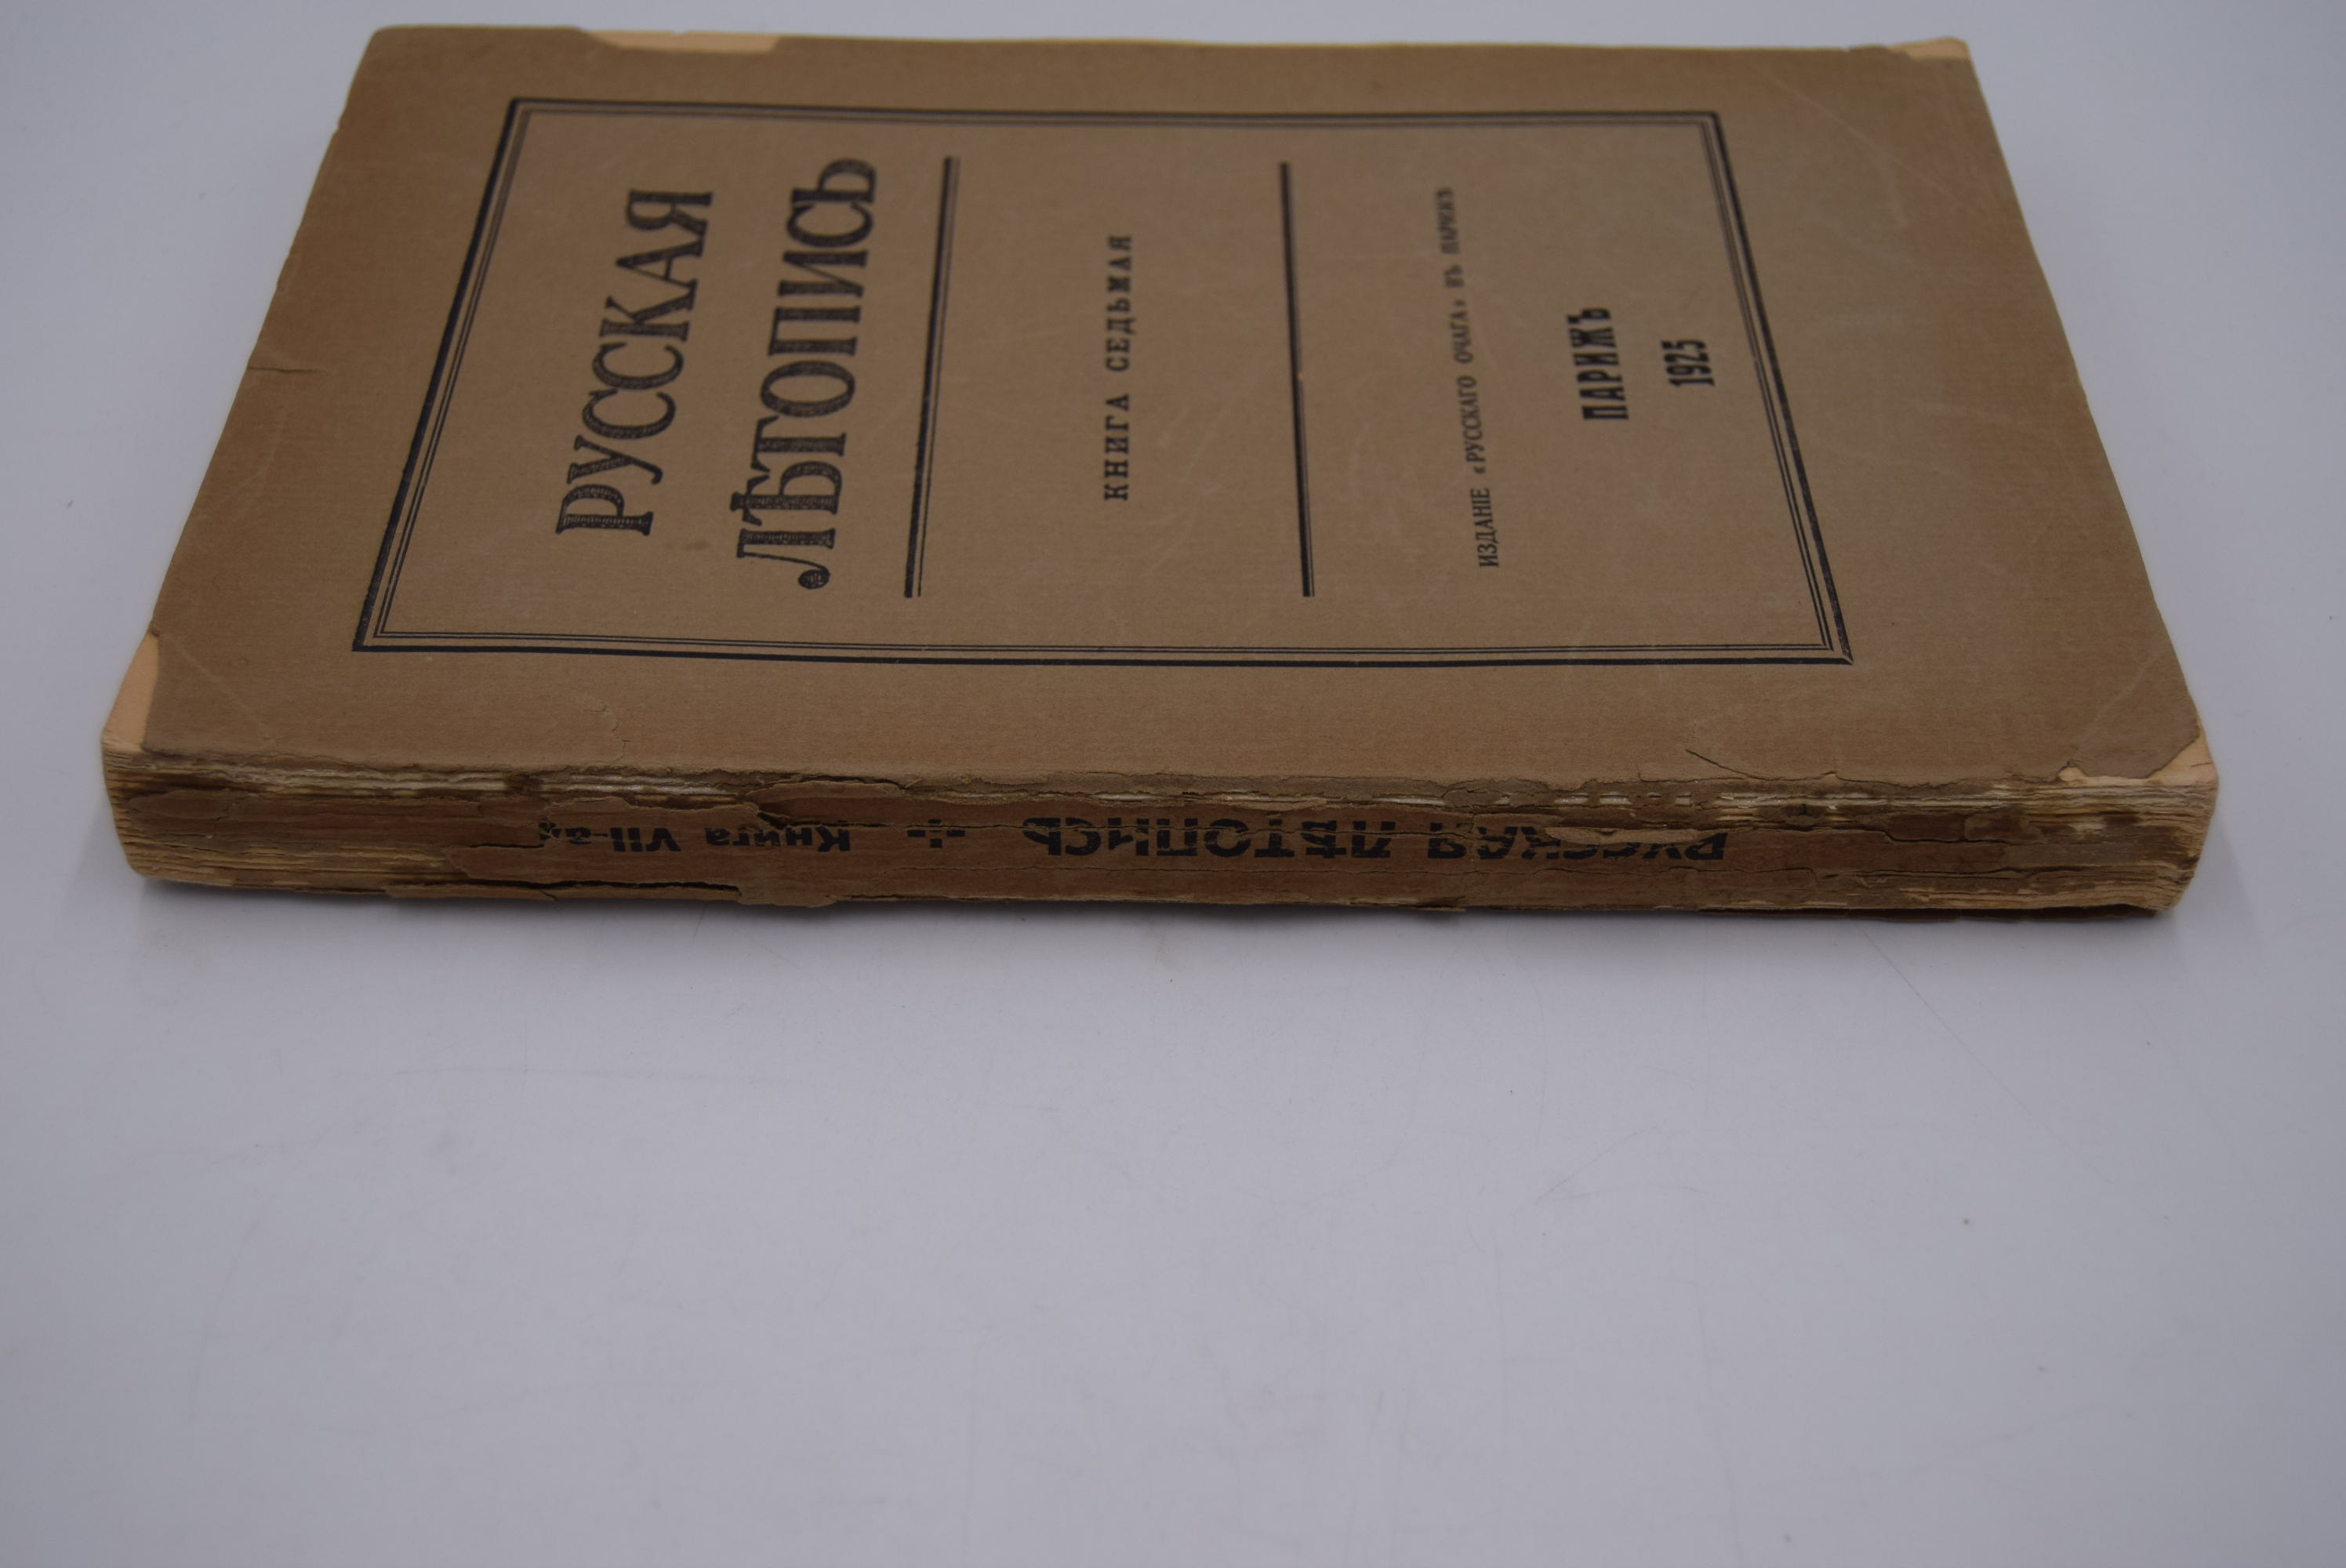 РУССКАЯ
ЛѢТОПИСЬ
КНИГА СЕДЬМАЯ
ИЗДАНІЕ «РУССКАГО ОЧАГА» ВЪ ПАРИЖѢ
ПАРИЖЪ
1925
РУССКАЯ ЛѢТОПИСЬ Книга VII-ая